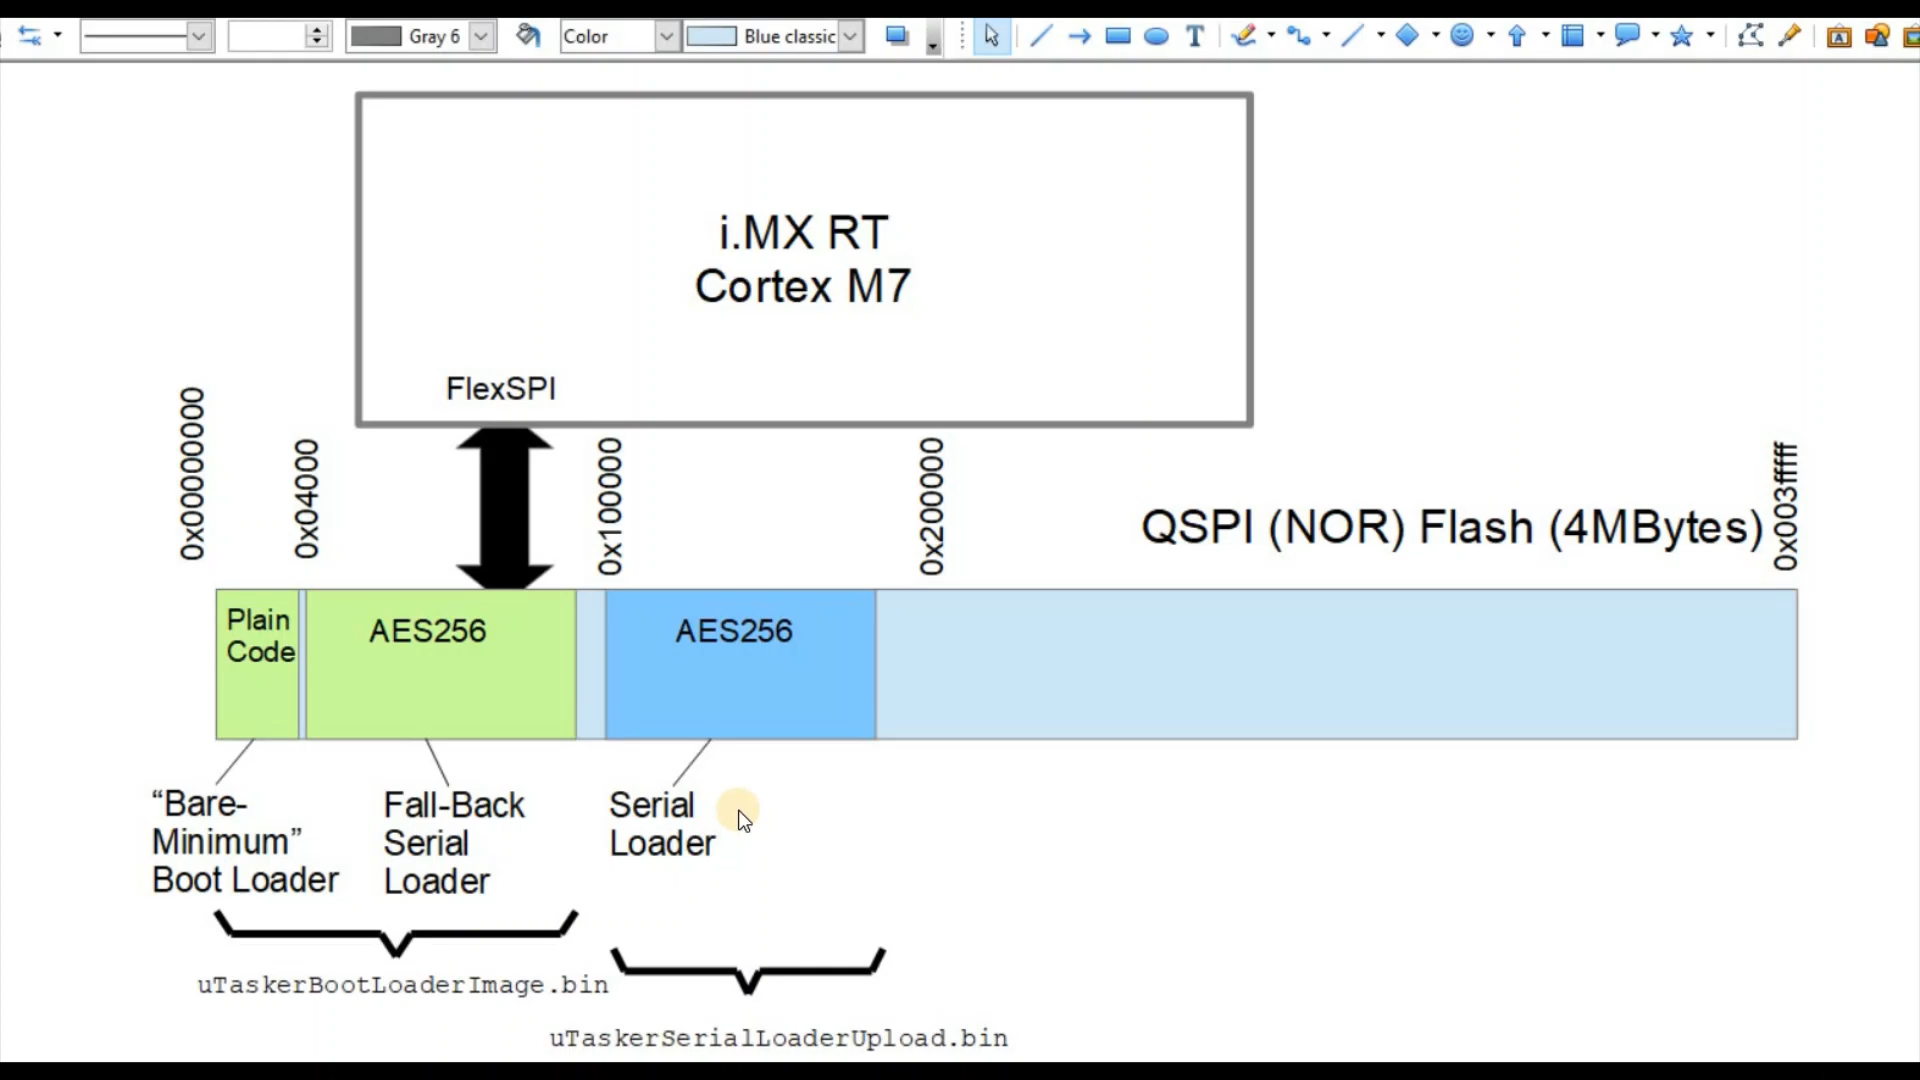 Gray 6
Color
Blue classic
i.MX RT
Cortex M7
FlexSPI
0x00000000
0x04000
0x100000
0x200000
QSPI (NOR) Flash (4MBytes)
0x003fffff
Plain
Code
AES256
AES256
“Bare-
Minimum”
Boot Loader
Fall-Back
Serial
Loader
Serial
Loader
uTaskerBootLoaderImage.bin
uTaskerSerialLoaderUpload.bin